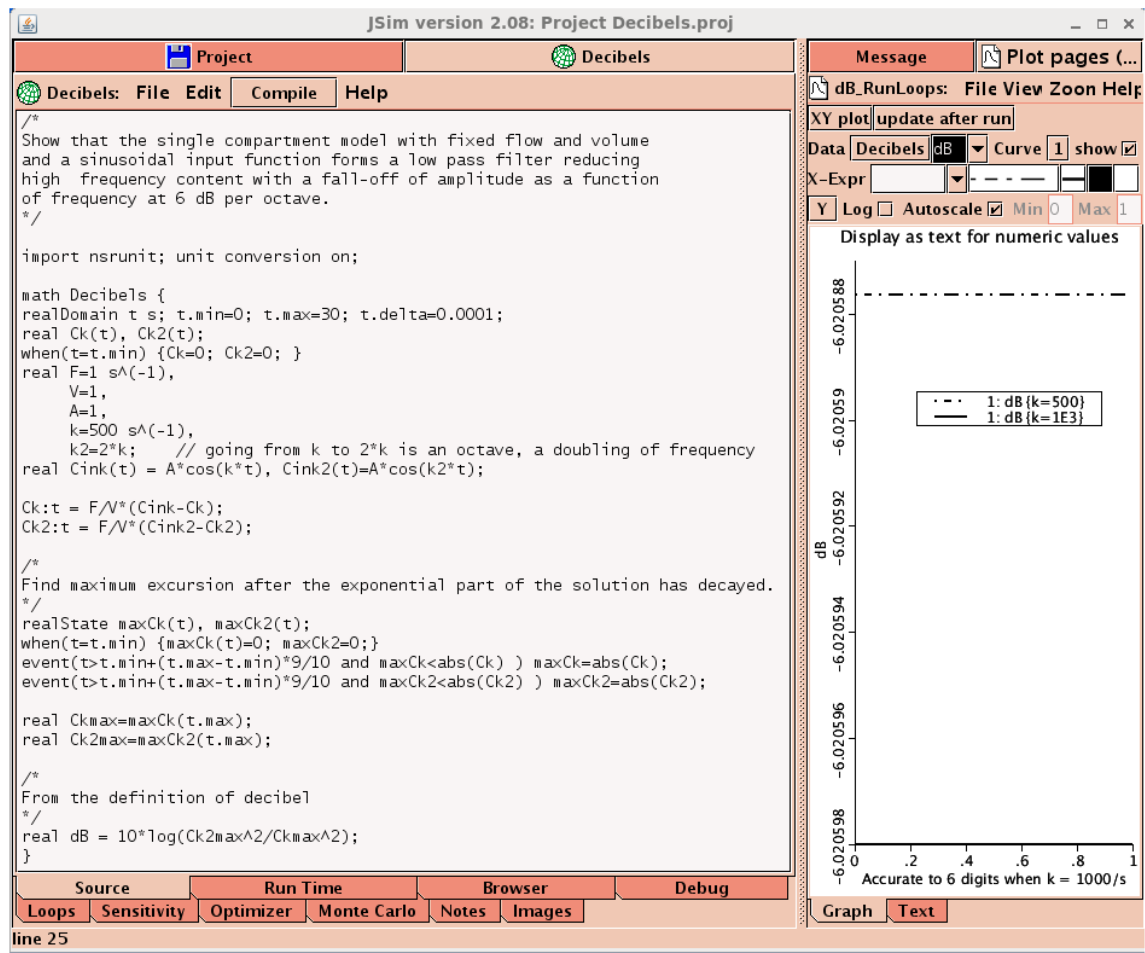 JSim version 2.08: Project Decibels.proj
Project
Decibels
Decibels: File Edit Compile Help
/*
Show that the single compartment model with fixed flow and volume
and a sinusoidal input function forms a low pass filter reducing
high  frequency content with a fall-off of amplitude as a function
of frequency at 6 dB per octave.
*/
import nsrunit; unit conversion on;
math Decibels {
realDomain t s; t.min=0; t.max=30; t.delta=0.0001;
real Ck(t), Ck2(t);
when(t=t.min) {Ck=0; Ck2=0; }
real F=1 s^(-1),
V=1,
A=1,
k=500 s^(-1),
k2=2*k;    // going from k to 2*k is an octave, a doubling of frequency
real Cink(t) = A*cos(k*t), Cink2(t)=A*cos(k2*t);
Ck:t = F/V*(Cink-Ck);
Ck2:t = F/V*(Cink2-Ck2);
/*
Find maximum excursion after the exponential part of the solution has decayed.
*/
realState maxCk(t), maxCk2(t);
when(t=t.min) {maxCk(t)=0; maxCk2=0;}
event(t>t.min+(t.max-t.min)*9/10 and maxCk<abs(Ck) ) maxCk=abs(Ck);
event(t>t.min+(t.max-t.min)*9/10 and maxCk2<abs(Ck2) ) maxCk2=abs(Ck2);
real Ckmax=maxCk(t.max);
real Ck2max=maxCk2(t.max);
/*
From the definition of decibel
*/
real dB = 10*log(Ck2max^2/Ckmax^2);
}
Source
Run Time
Browser
Debug
Loops
Sensitivity
Optimizer
Monte Carlo
Notes
Images
line 25
Message
Plot pages (...
dB_RunLoops: File View Zoon Help
XY plot update after run
Data Decibels dB Curve 1 show
X-Expr
Y Log Autoscale Min 0 Max 1
Display as text for numeric values
-6.020588
-6.02059
-6.020592
-6.020594
-6.020596
-6.020598
dB
1: dB{k=500}
1: dB{k=1E3}
0 .2 .4 .6 .8 1
Accurate to 6 digits when k = 1000/s
Graph
Text